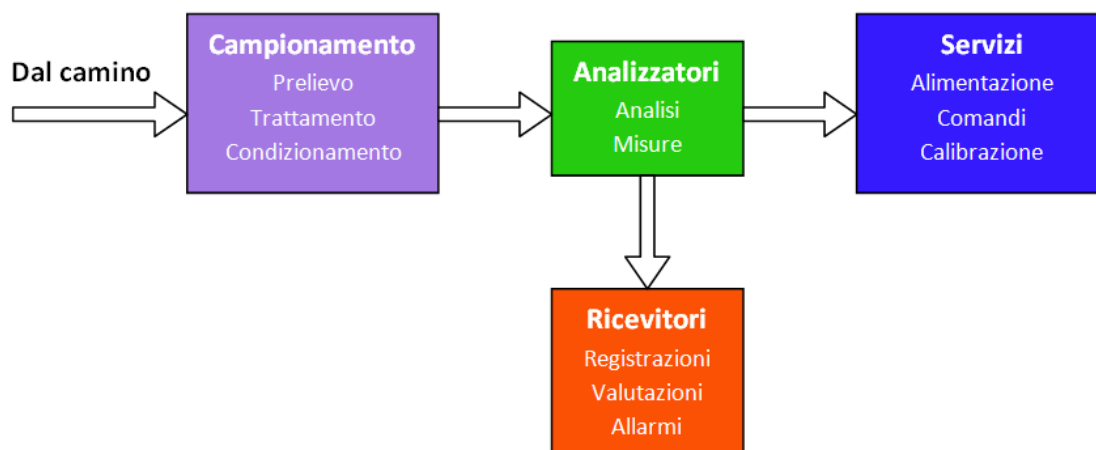 Dal camino
Campionamento
Prelievo
Trattamento
Condizionamento
Analizzatori
Analisi
Misure
Servizi
Alimentazione
Comandi
Calibrazione
Ricevitori
Registrazioni
Valutazioni
Allarmi